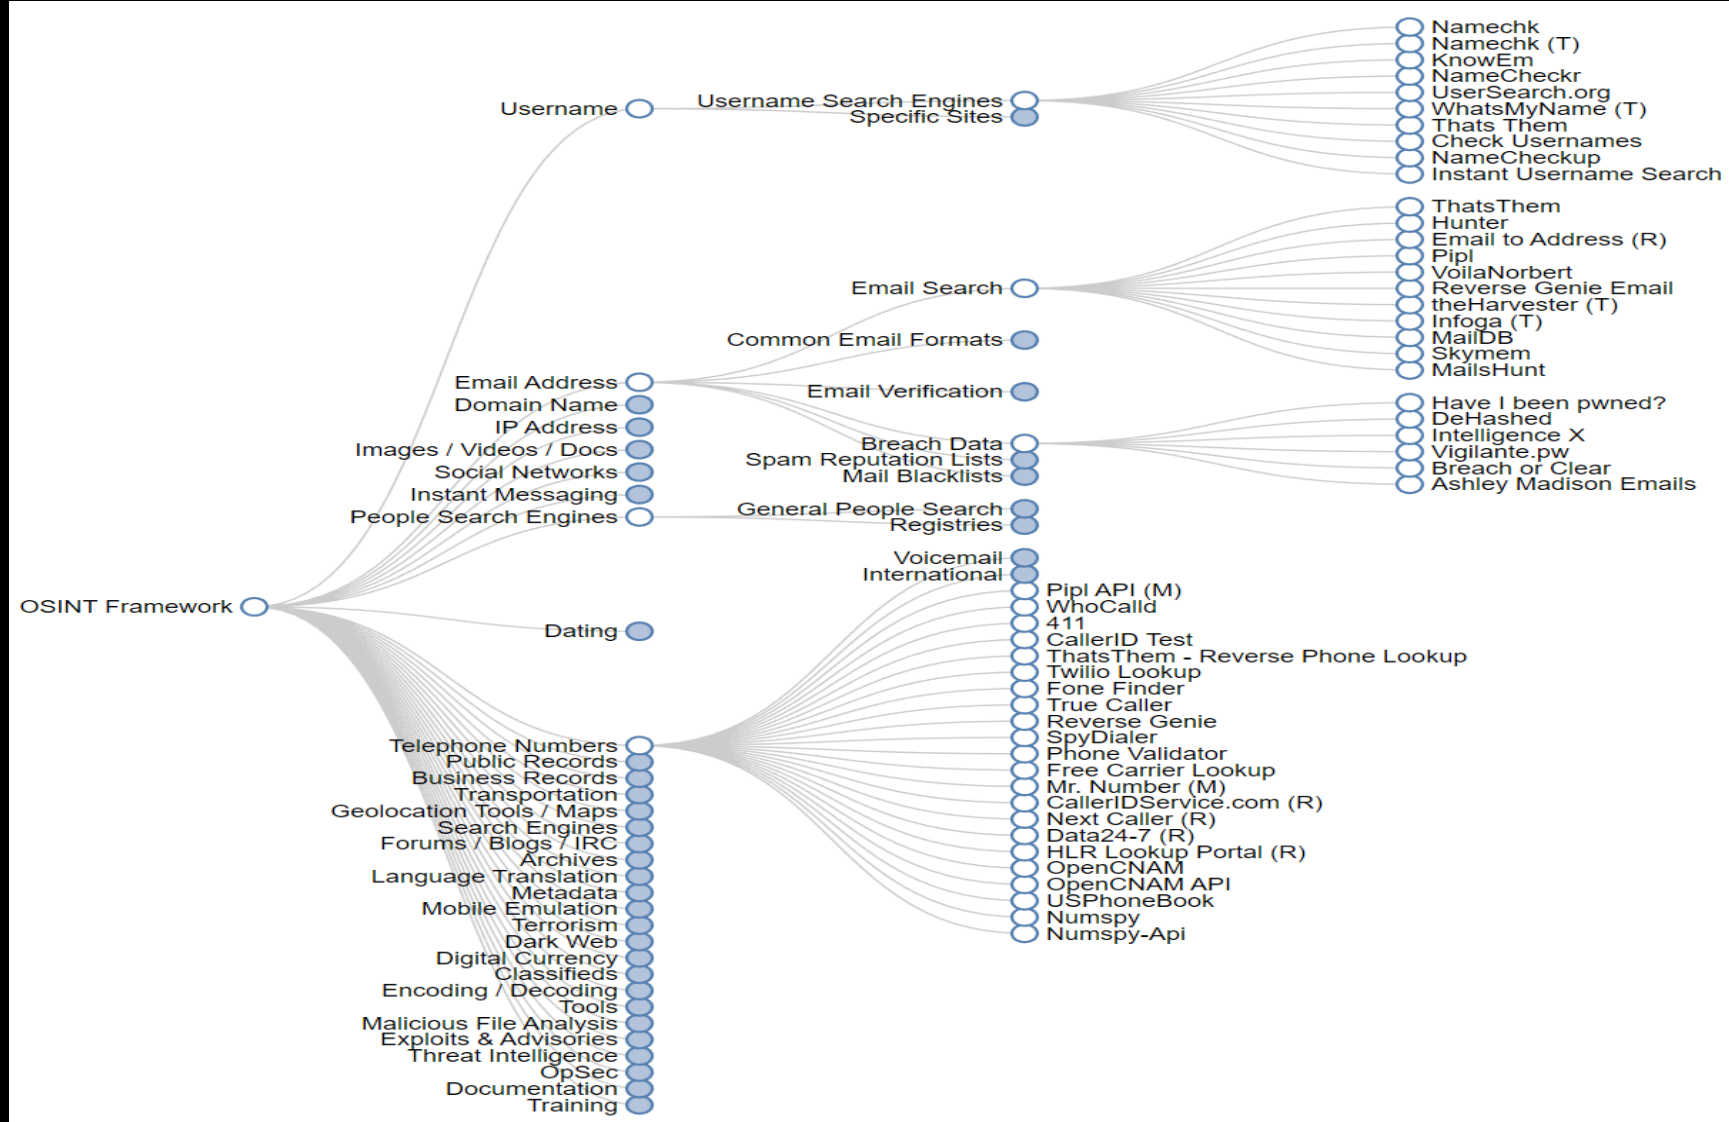 OSINT Framework
Username
Username Search Engines
Namechk
Namechk (T)
KnowEm
NameCheckr
UserSearch.org
WhatsMyName (T)
Thats Them
Check Usernames
NameCheckup
Instant Username Search
Specific Sites
Email Address
Email Search
ThatsThem
Hunter
Email to Address (R)
Pipl
VoilaNorbert
Reverse Genie Email
theHarvester (T)
Infoga (T)
MailDB
Skymem
MailsHunt
Common Email Formats
Email Verification
Breach Data
Have I been pwned?
DeHashed
Intelligence X
Vigilante.pw
Breach or Clear
Ashley Madison Emails
Spam Reputation Lists
Mail Blacklists
Domain Name
IP Address
Images / Videos / Docs
Social Networks
Instant Messaging
People Search Engines
General People Search
Registries
Dating
Telephone Numbers
Voicemail
International
Pipl API (M)
WhoCalld
411
CallerID Test
ThatsThem - Reverse Phone Lookup
Twilio Lookup
Fone Finder
True Caller
Reverse Genie
SpyDialer
Phone Validator
Free Carrier Lookup
Mr. Number (M)
CallerIDService.com (R)
Next Caller (R)
Data24-7 (R)
HLR Lookup Portal (R)
OpenCNAM
OpenCNAM API
USPhoneBook
Numspy
Numspy-Api
Public Records
Business Records
Transportation
Geolocation Tools / Maps
Search Engines
Forums / Blogs / IRC
Archives
Language Translation
Metadata
Mobile Emulation
Terrorism
Dark Web
Digital Currency
Classifieds
Encoding / Decoding
Tools
Malicious File Analysis
Exploits & Advisories
Threat Intelligence
OpSec
Documentation
Training